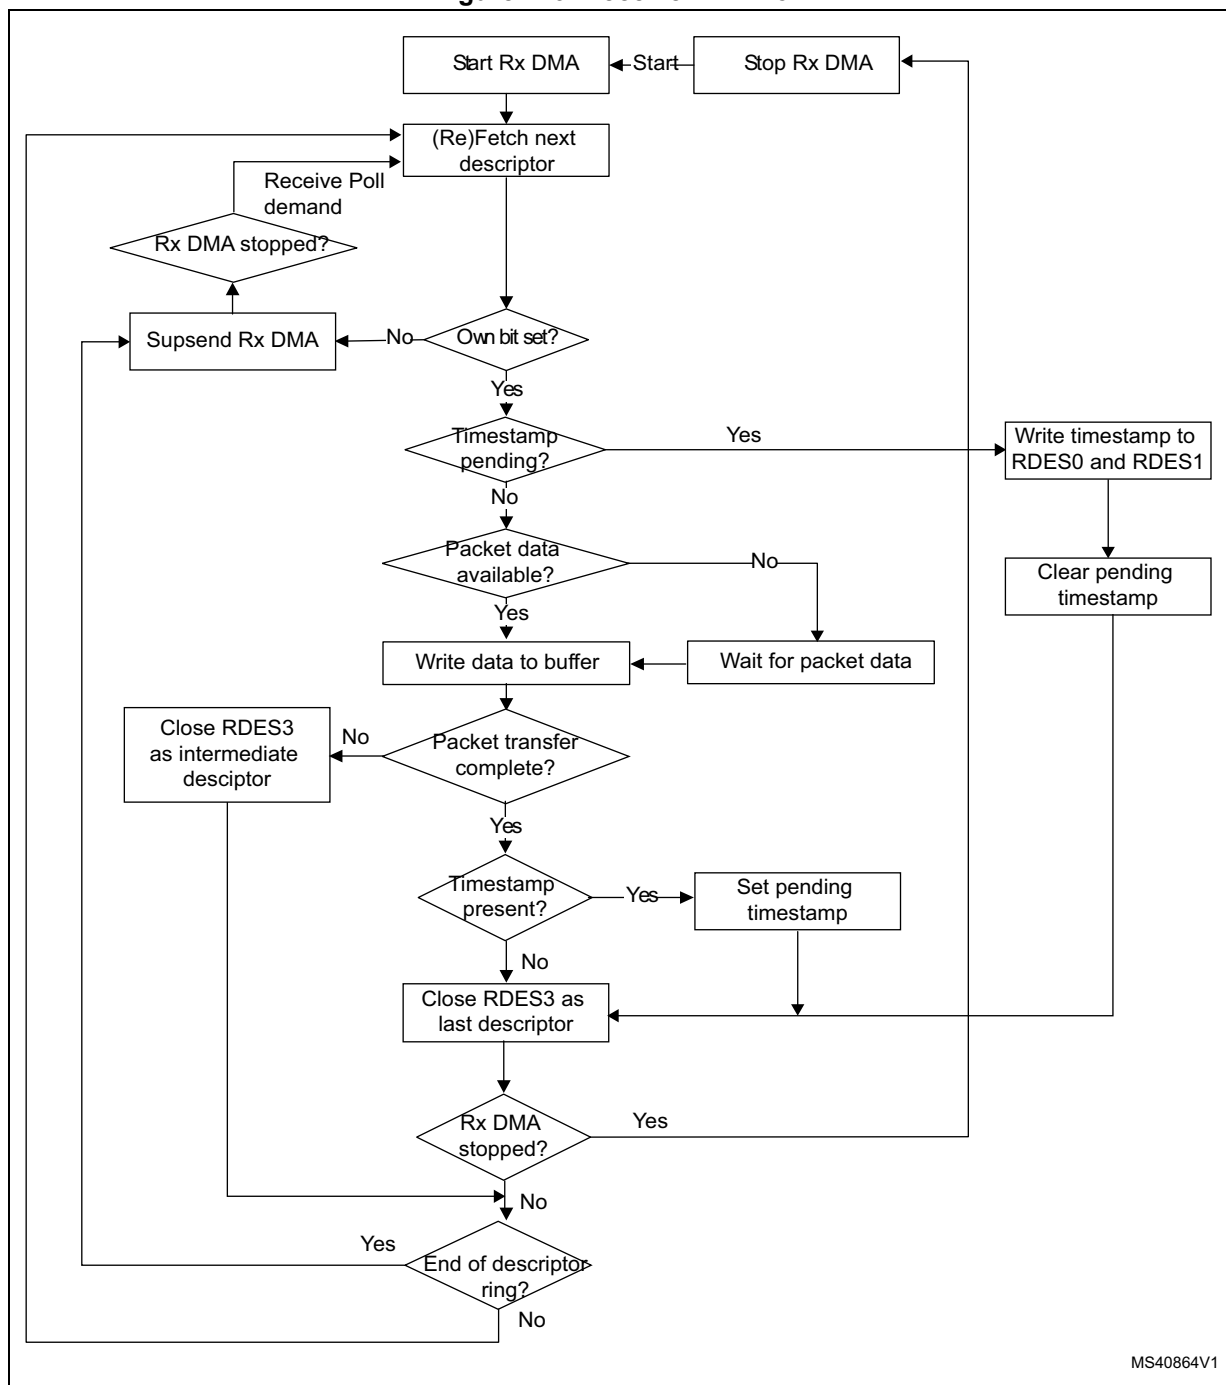 Start Rx DMA
Start
Stop Rx DMA
(Re)Fetch next
descriptor
Receive Poll
demand
Rx DMA stopped?
Supsend Rx DMA
No
Own bit set?
Yes
Timestamp
pending?
Yes
Write timestamp to
RDES0 and RDES1
No
Packet data
available?
No
Clear pending
timestamp
Yes
Write data to buffer
Wait for packet data
Close RDES3
as intermediate
desciptor
No
Packet transfer
complete?
Yes
Timestamp
present?
Yes
Set pending
timestamp
No
Close RDES3 as
last descriptor
Rx DMA
stopped?
Yes
No
Yes
End of descriptor
ring?
No
MS40864V1